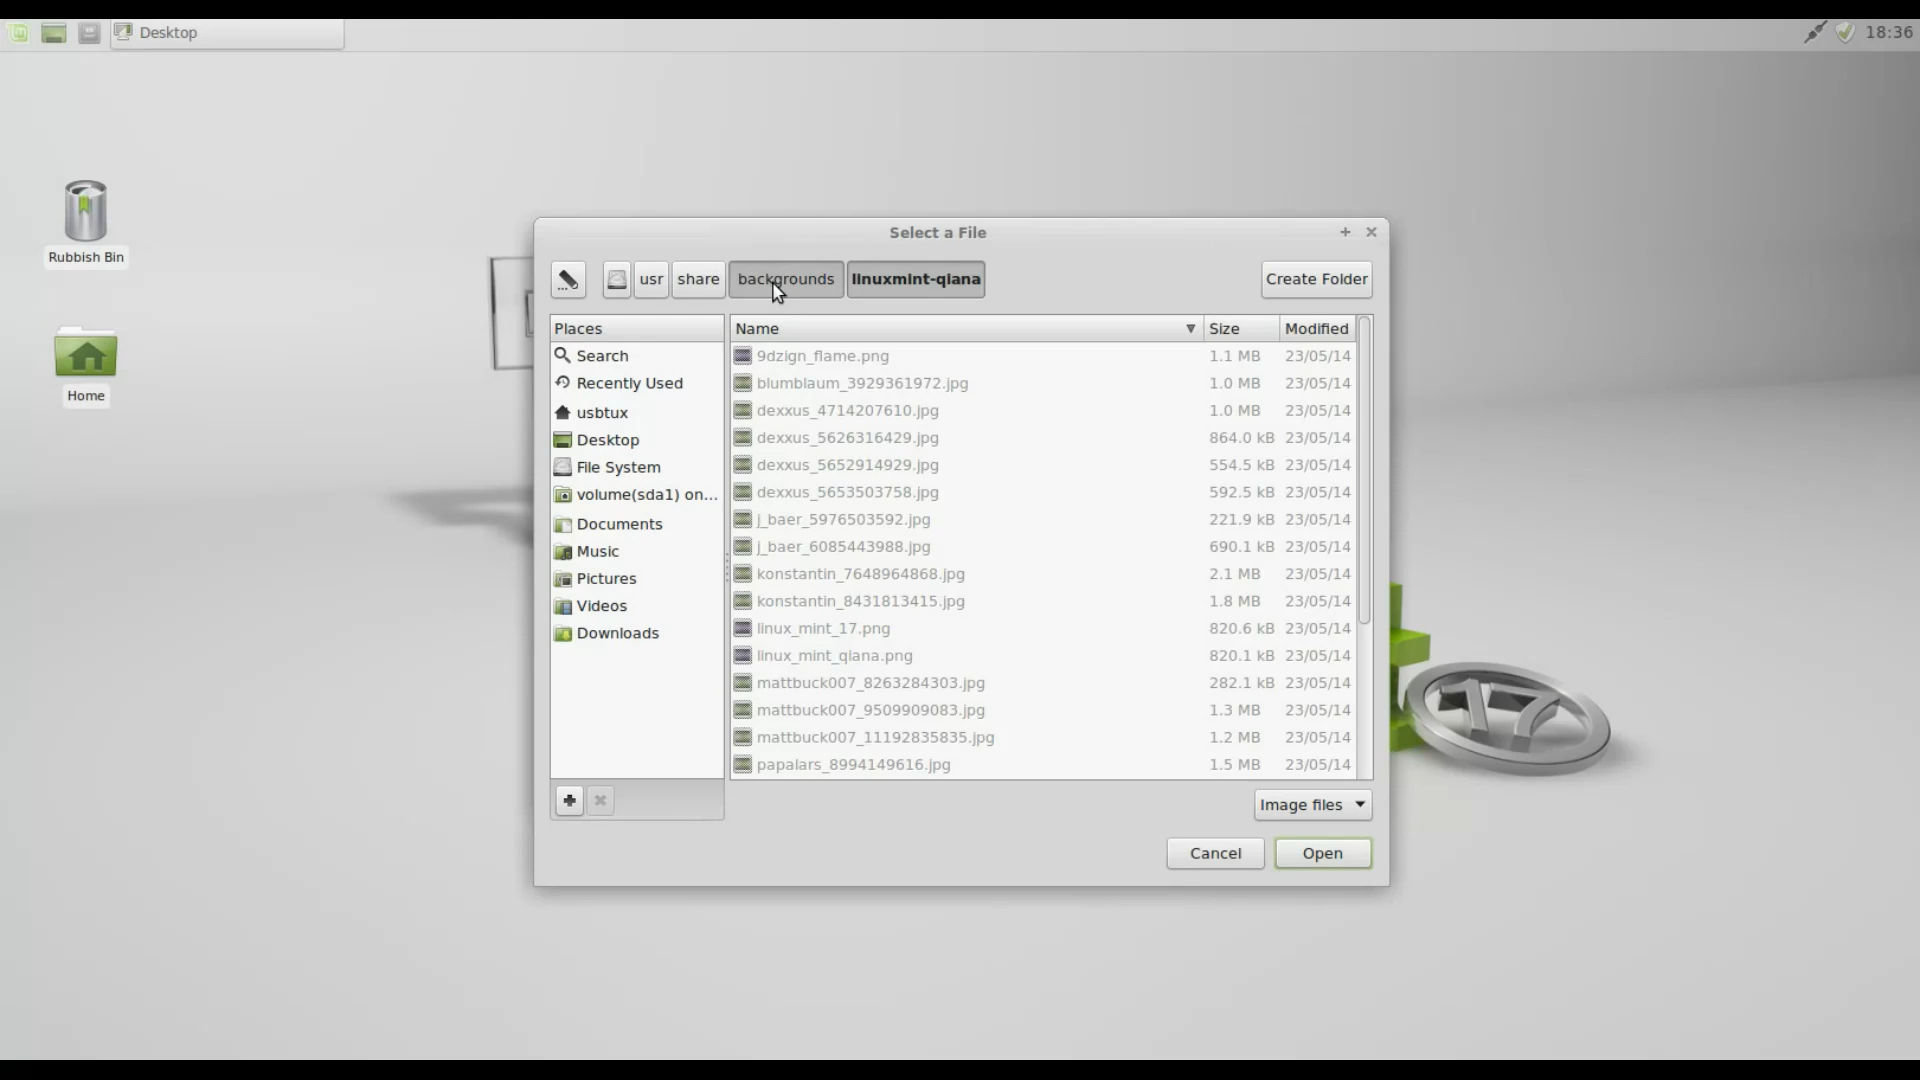 Desktop
18:36
Rubbish Bin
Home
Select a File
usr share backgrounds linuxmint-qiana Create Folder
Places
Search
Recently Used
usbtux
Desktop
File System
volume(sda1) on...
Documents
Music
Pictures
Videos
Downloads
Name Size Modified
9dzign_flame.png 1.1 MB 23/05/14
blumblaum_3929361972.jpg 1.0 MB 23/05/14
dexxus_4714207610.jpg 1.0 MB 23/05/14
dexxus_5626316429.jpg 864.0 kB 23/05/14
dexxus_5652914929.jpg 554.5 kB 23/05/14
dexxus_5653503758.jpg 592.5 kB 23/05/14
j_baer_5976503592.jpg 221.9 kB 23/05/14
j_baer_6085443988.jpg 690.1 kB 23/05/14
konstantin_7648964868.jpg 2.1 MB 23/05/14
konstantin_8431813415.jpg 1.8 MB 23/05/14
linux_mint_17.png 820.6 kB 23/05/14
linux_mint_qiana.png 820.1 kB 23/05/14
mattbuck007_8263284303.jpg 282.1 kB 23/05/14
mattbuck007_9509909083.jpg 1.3 MB 23/05/14
mattbuck007_11192835835.jpg 1.2 MB 23/05/14
papalars_8994149616.jpg 1.5 MB 23/05/14
17
Image files
Cancel Open